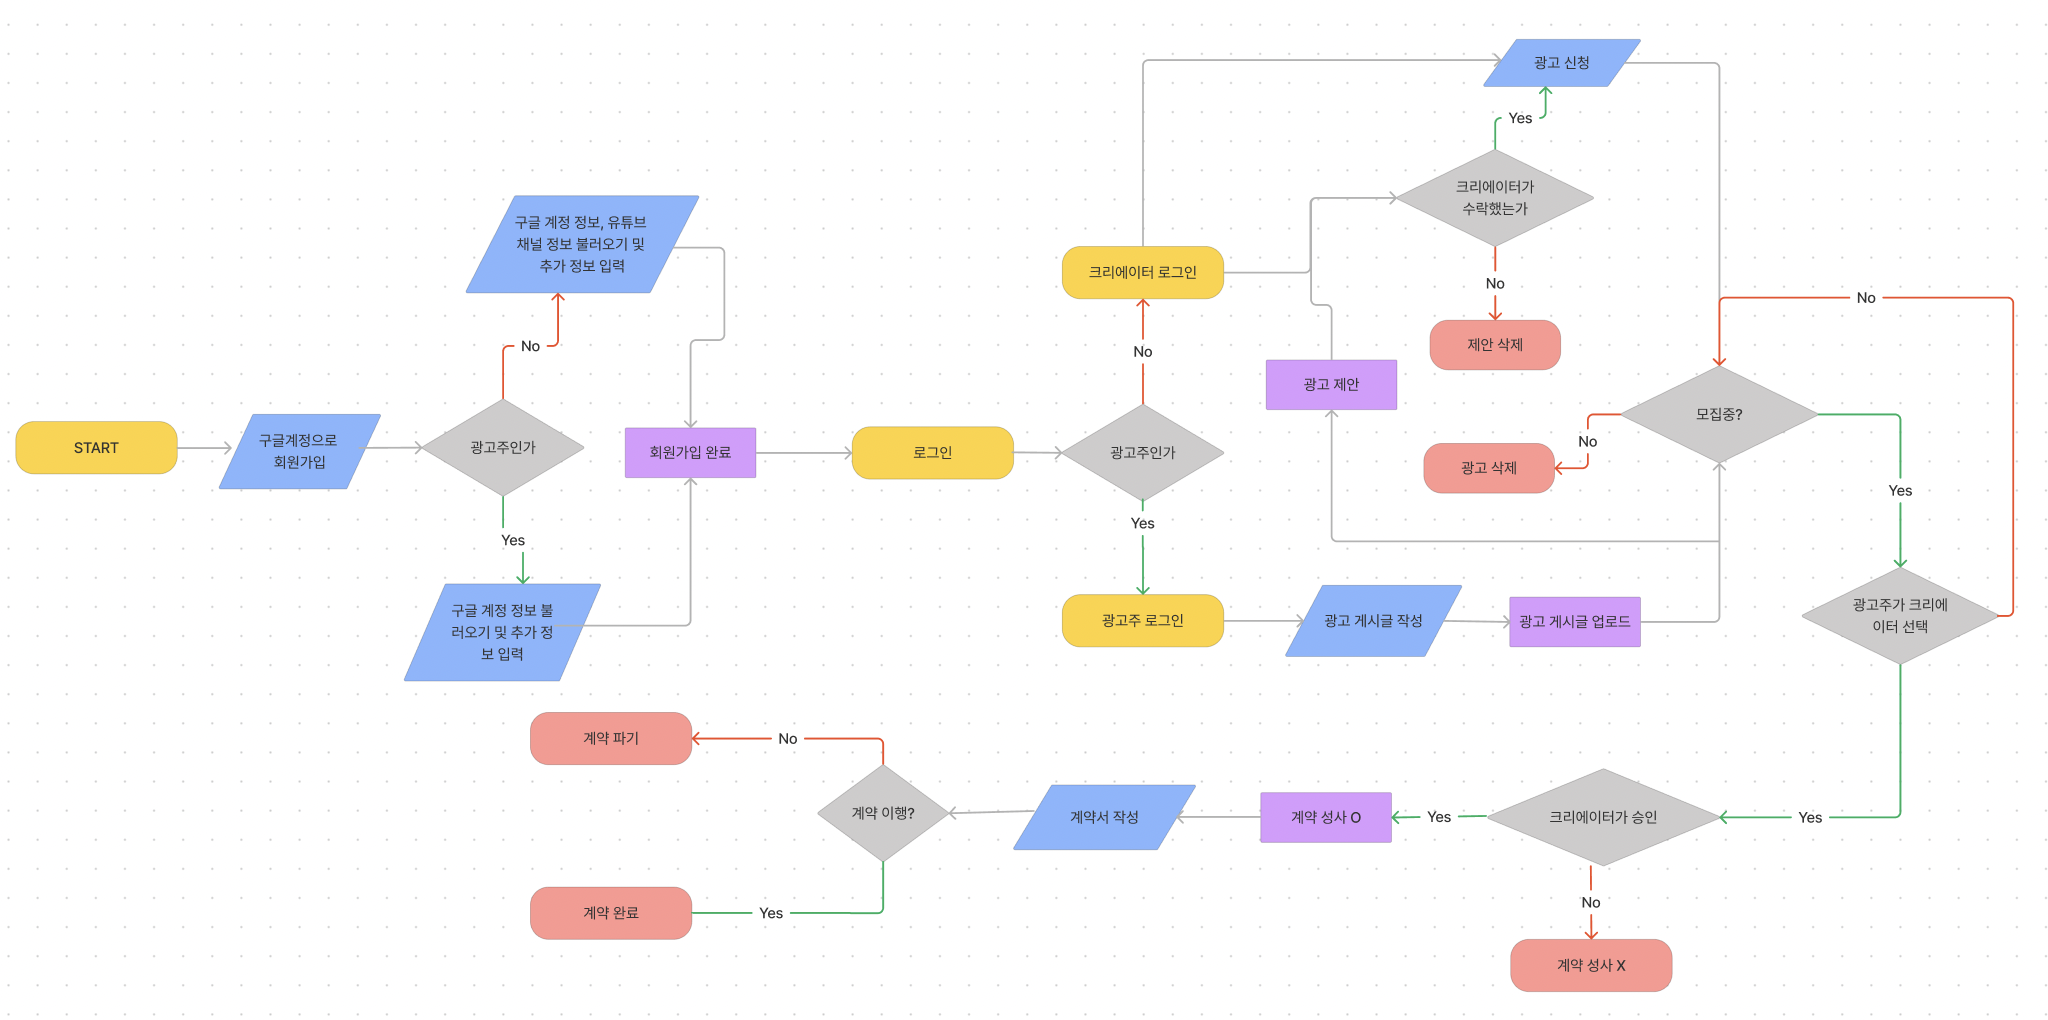 START
구글계정으로
회원가입
광고주인가
No
구글 계정 정보, 유튜브
채널 정보 불러오기 및
추가 정보 입력
Yes
구글 계정 정보 불
러오기 및 추가 정
보 입력
회원가입 완료
로그인
광고주인가
No
크리에이터 로그인
Yes
광고주 로그인
광고 게시글 작성
광고 게시글 업로드
광고 제안
크리에이터가
수락했는가
Yes
광고 신청
No
제안 삭제
모집중?
No
광고 삭제
Yes
광고주가 크리에
이터 선택
No
Yes
크리에이터가 승인
No
계약 성사 X
Yes
계약 성사 O
계약서 작성
계약 이행?
No
계약 파기
Yes
계약 완료